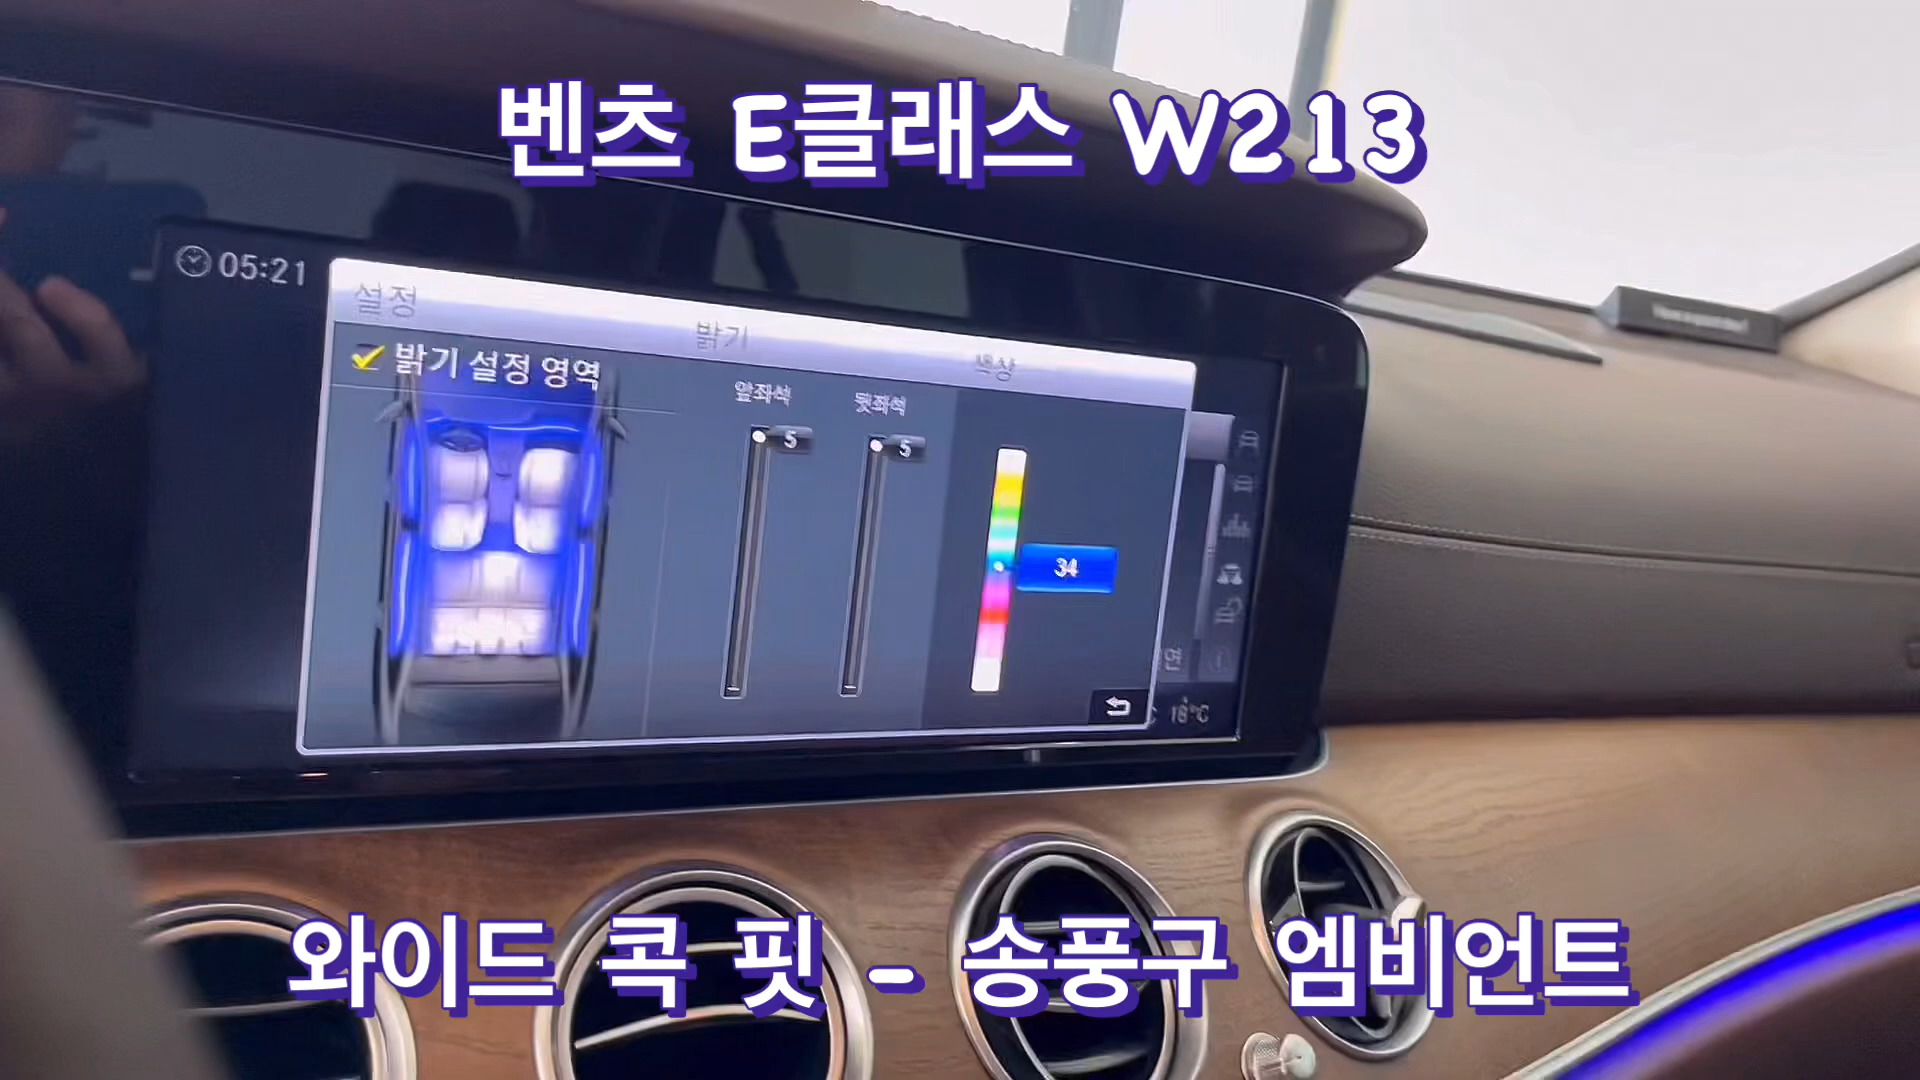 벤츠 E클래스 W213
05:21
설정
밝기
색상
밝기 설정 영역
앞좌석
뒷좌석
5
5
34
18°C
와이드 콕 핏 - 송풍구 엠비언트